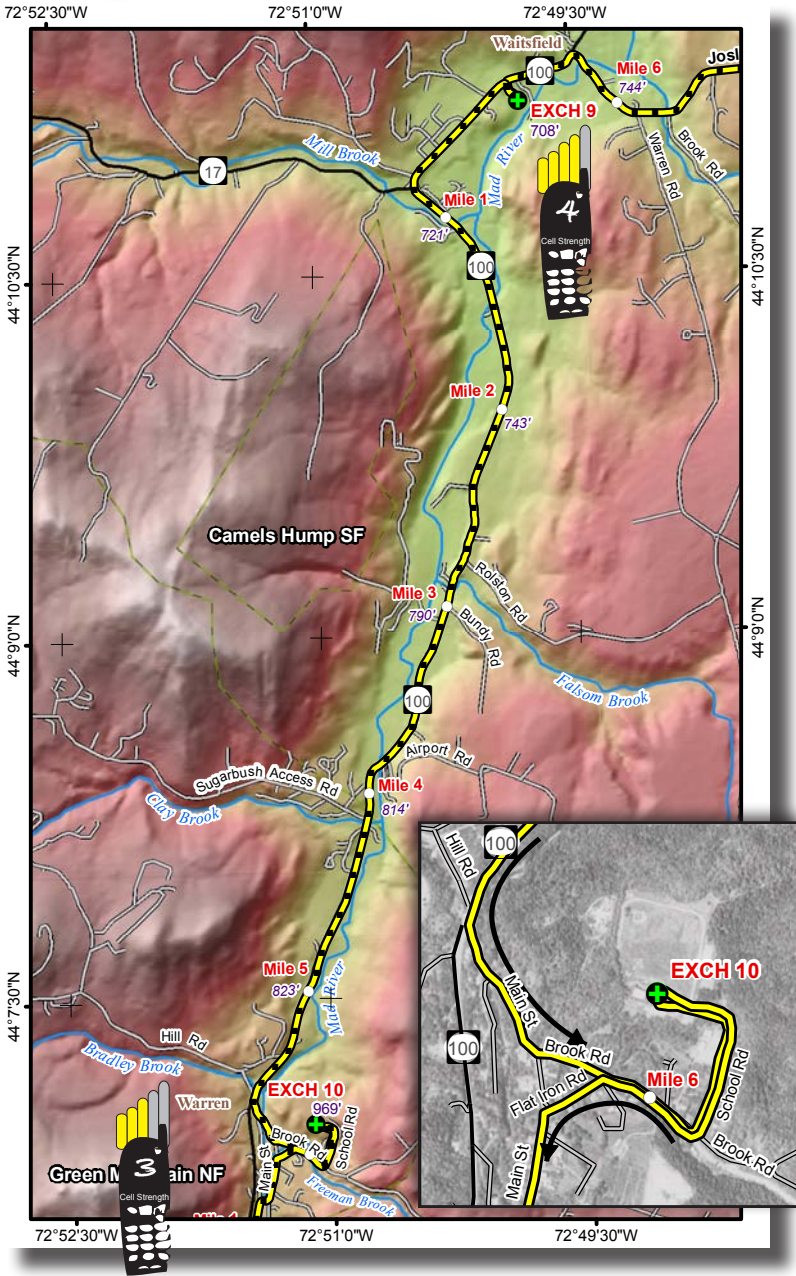 72°52'30"W
72°51'0"W
72°49'30"W
Waitsfield
100
Mile 6
744'
Josl
EXCH 9
708'
Mill Brook
Mad River
Warren Rd
Brook Rd
17
Mile 1
721'
4
Cell Strength
100
44°10'30"N
44°10'30"N
Mile 2
743'
Camels Hump SF
Rolston Rd
Mile 3
790'
Bundy Rd
44°9'0"N
44°9'0"N
Falsom Brook
100
Airport Rd
Sugarbush Access Rd
Mile 4
814'
Clay Brook
Mile 5
823'
Mad River
44°7'30"N
Hill Rd
Bradley Brook
EXCH 10
969'
Warren
School Rd
Brook Rd
Main St
3
Green M ain NF
Freeman Brook
Cell Strength
72°52'30"W
72°51'0"W
72°49'30"W
100
Hill Rd
EXCH 10
Main St
100
Brook Rd
Flat Iron Rd
Mile 6
School Rd
Brook Rd
Main St